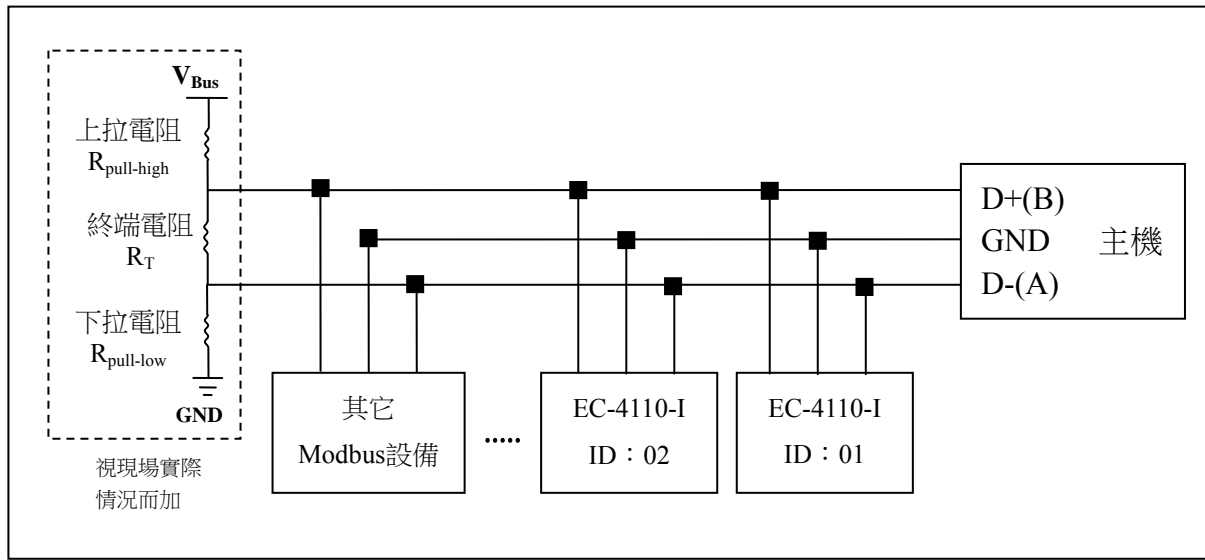 V_Bus
上拉電阻
R_pull-high
終端電阻
R_T
下拉電阻
R_pull-low
GND
視現場實際
情況而加
其它
Modbus設備
.....
EC-4110-I
ID：02
EC-4110-I
ID：01
D+(B)
GND
D-(A)
主機